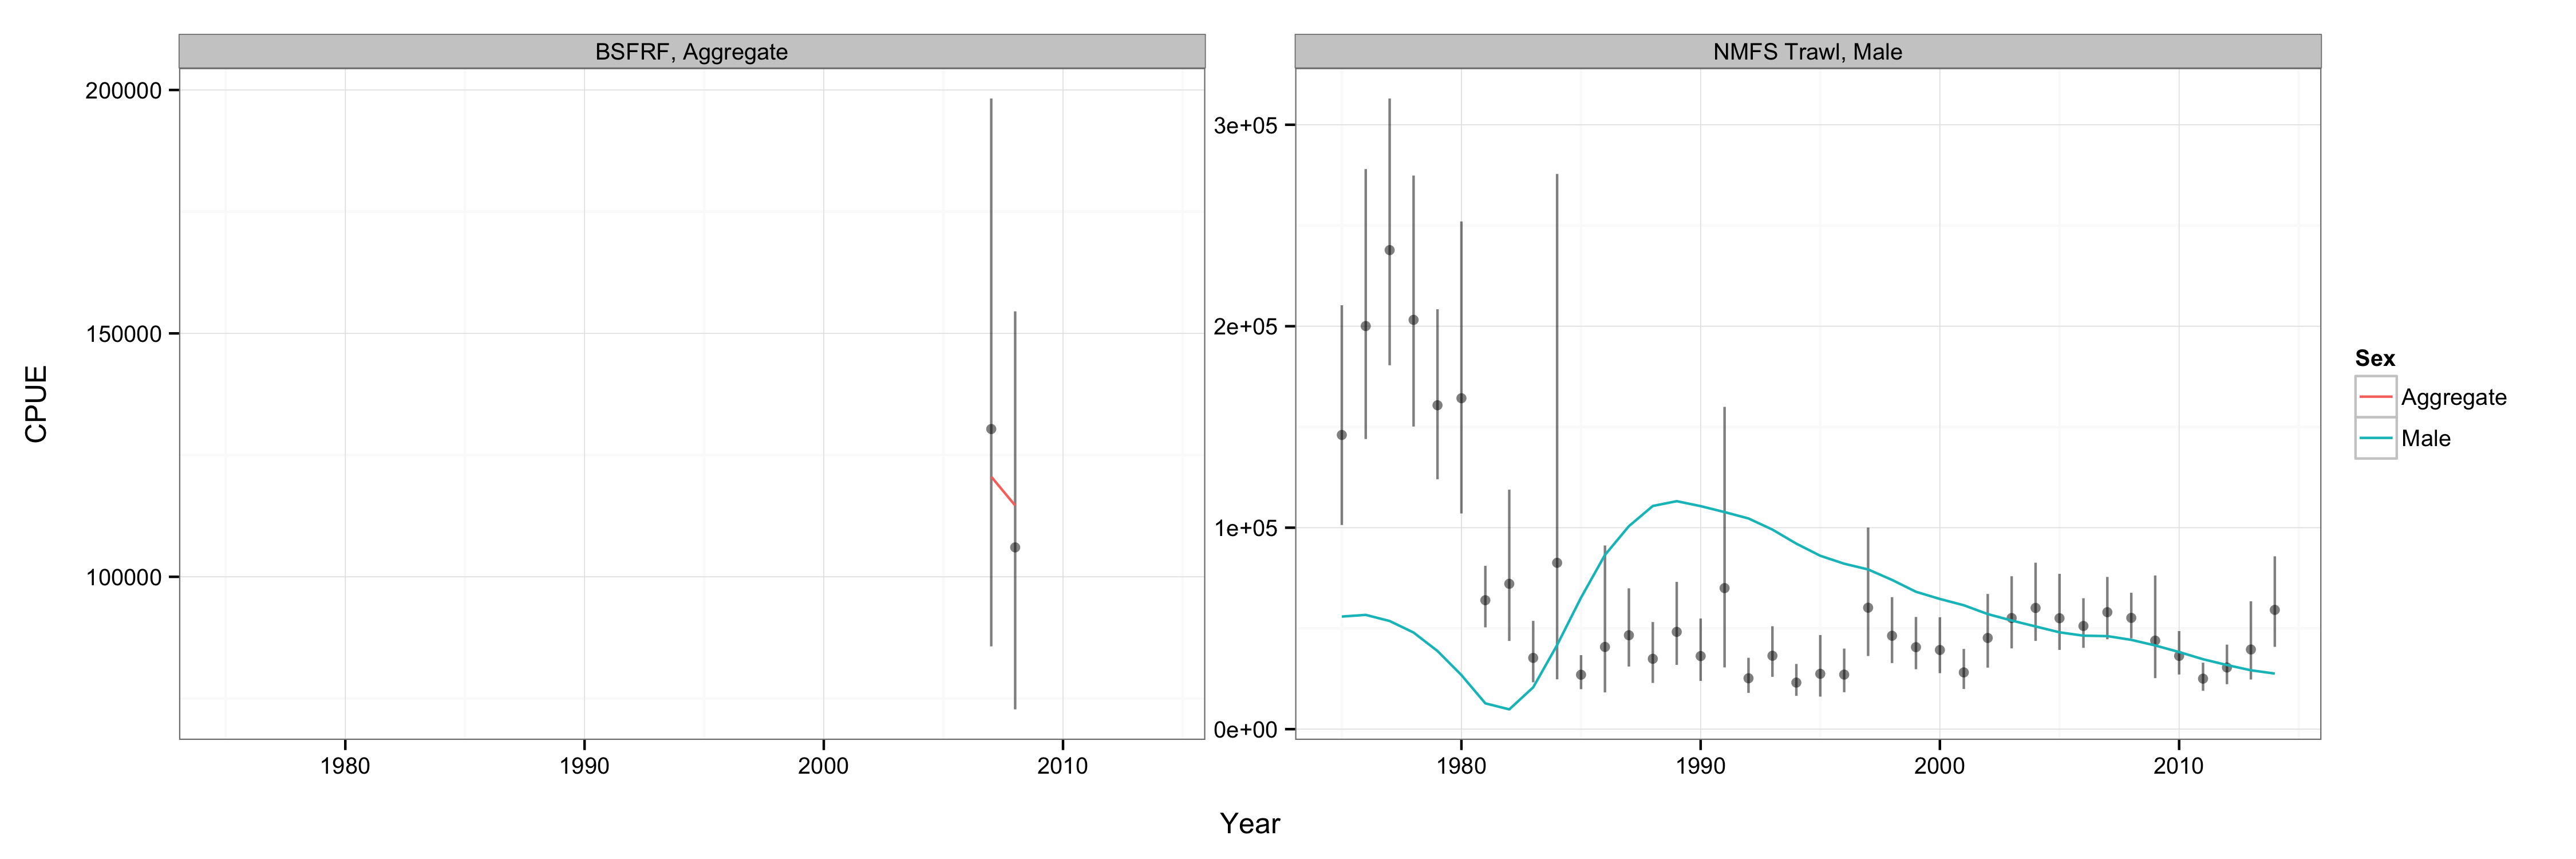 BSFRF, Aggregate
NMFS Trawl, Male
CPUE
200000
150000
100000
3e+05
2e+05
1e+05
0e+00
1980 1990 2000 2010
1980 1990 2000 2010
Year
Sex
Aggregate
Male